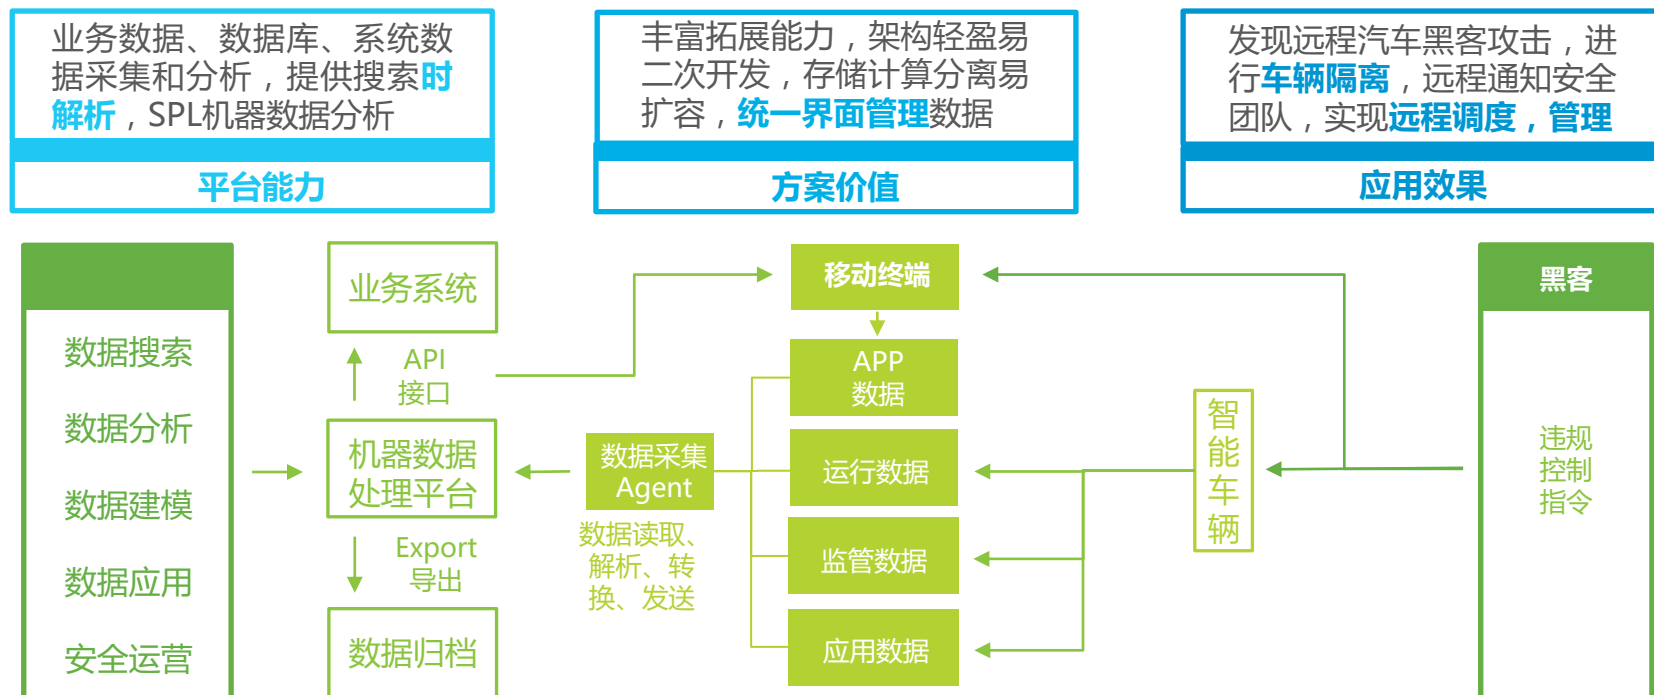 业务数据、数据库、系统数
据采集和分析，提供搜索时
解析，SPL机器数据分析
平台能力
丰富拓展能力，架构轻盈易
二次开发，存储计算分离易
扩容，统一界面管理数据
方案价值
发现远程汽车黑客攻击，进
行车辆隔离，远程通知安全
团队，实现远程调度，管理
应用效果
数据搜索
数据分析
数据建模
数据应用
安全运营
业务系统
API
接口
机器数据
处理平台
Export
导出
数据归档
数据采集
Agent
数据读取、
解析、转
换、发送
移动终端
APP
数据
运行数据
监管数据
应用数据
智
能
车
辆
黑客
违规
控制
指令